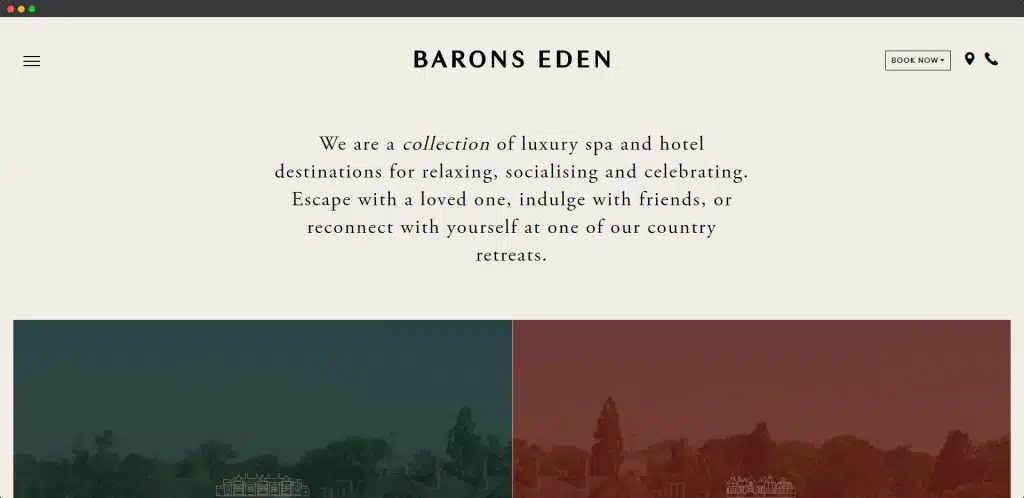 BARONS EDEN
BOOK NOW
We are a collection of luxury spa and hotel
destinations for relaxing, socialising and celebrating.
Escape with a loved one, indulge with friends, or
reconnect with yourself at one of our country
retreats.